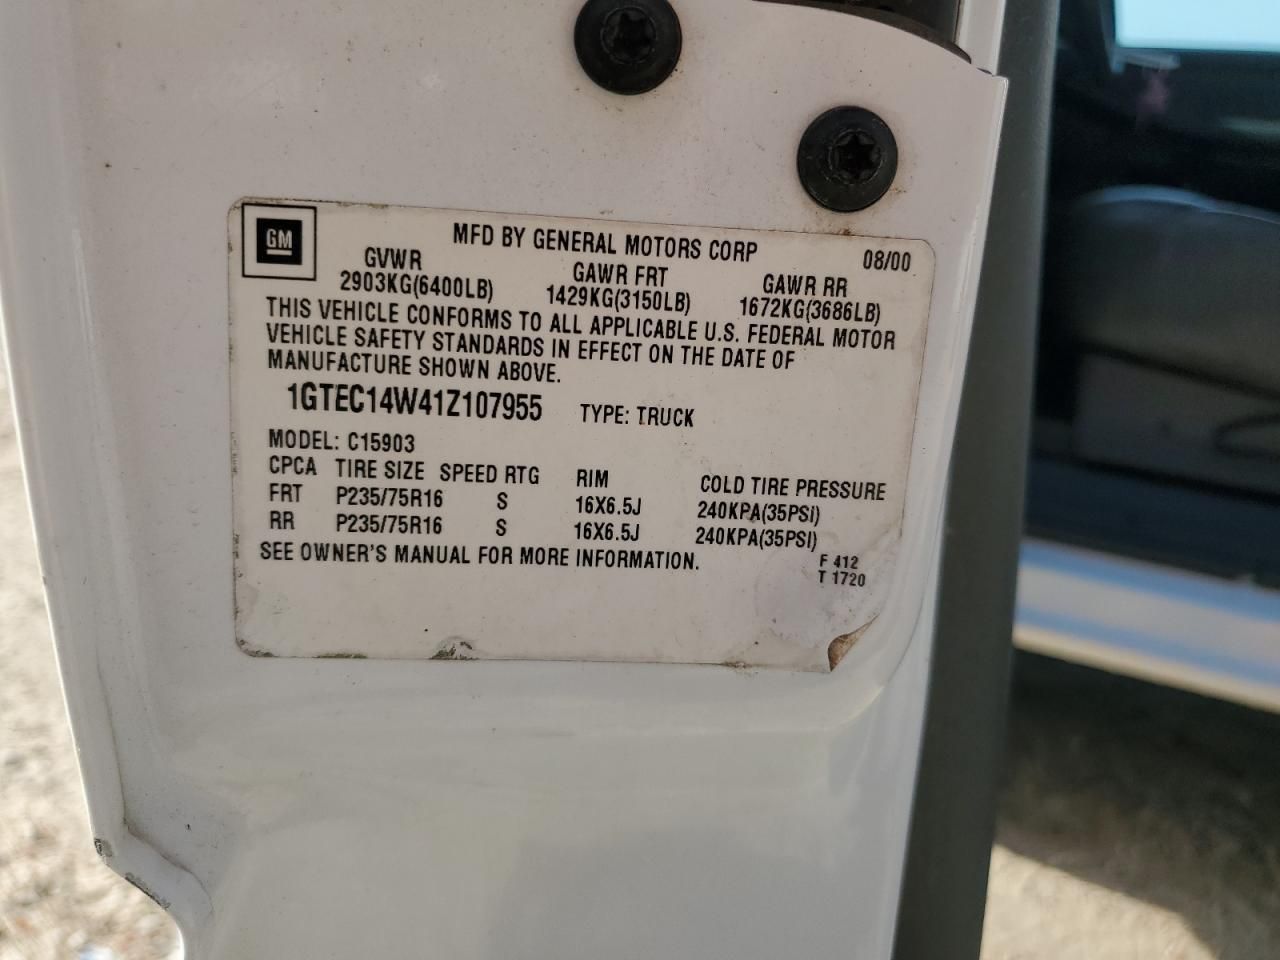 GM
MFD BY GENERAL MOTORS CORP 08/00
GVWR GAWR FRT GAWR RR
2903KG(6400LB) 1429KG(3150LB) 1672KG(3686LB)
THIS VEHICLE CONFORMS TO ALL APPLICABLE U.S. FEDERAL MOTOR
VEHICLE SAFETY STANDARDS IN EFFECT ON THE DATE OF
MANUFACTURE SHOWN ABOVE.
1GTEC14W41Z107955 TYPE: TRUCK
MODEL: C15903
CPCA TIRE SIZE SPEED RTG RIM COLD TIRE PRESSURE
FRT P235/75R16 S 16X6.5J 240KPA(35PSI)
RR P235/75R16 S 16X6.5J 240KPA(35PSI)
SEE OWNER'S MANUAL FOR MORE INFORMATION.
F 412
T 1720